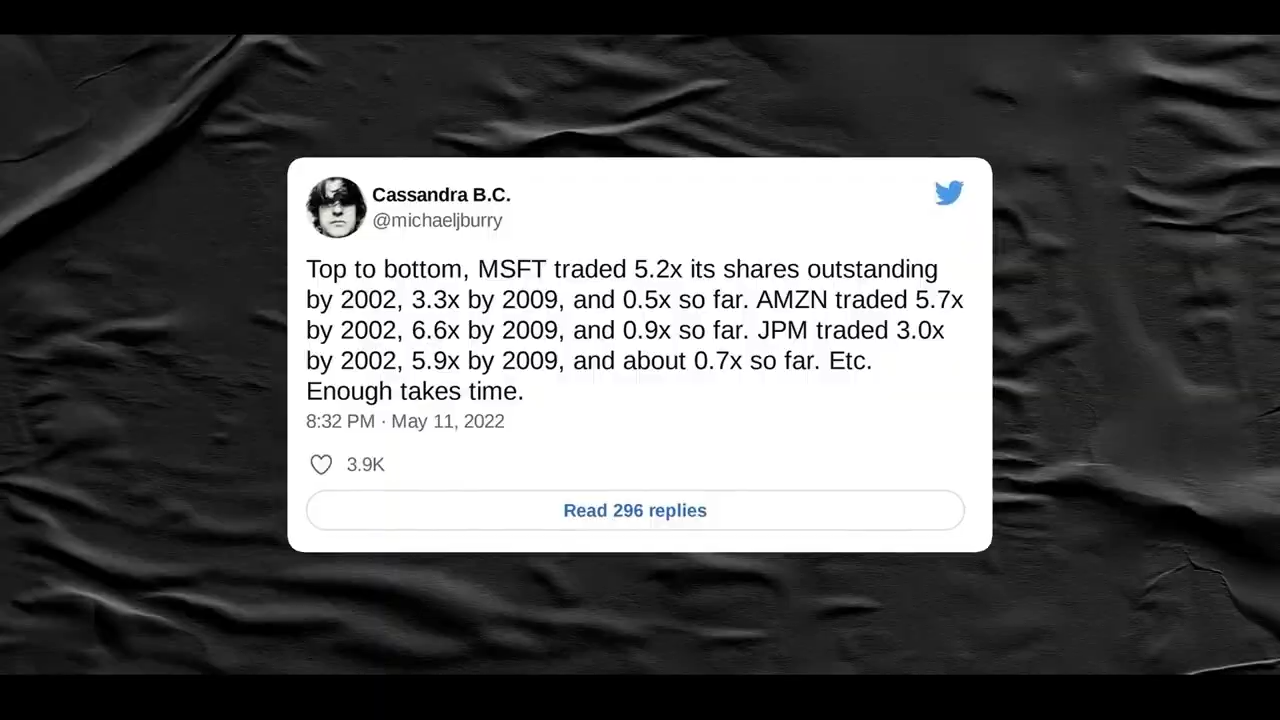 Cassandra B.C.
@michaeljburry
Top to bottom, MSFT traded 5.2x its shares outstanding
by 2002, 3.3x by 2009, and 0.5x so far. AMZN traded 5.7x
by 2002, 6.6x by 2009, and 0.9x so far. JPM traded 3.0x
by 2002, 5.9x by 2009, and about 0.7x so far. Etc.
Enough takes time.
8:32 PM · May 11, 2022
3.9K
Read 296 replies